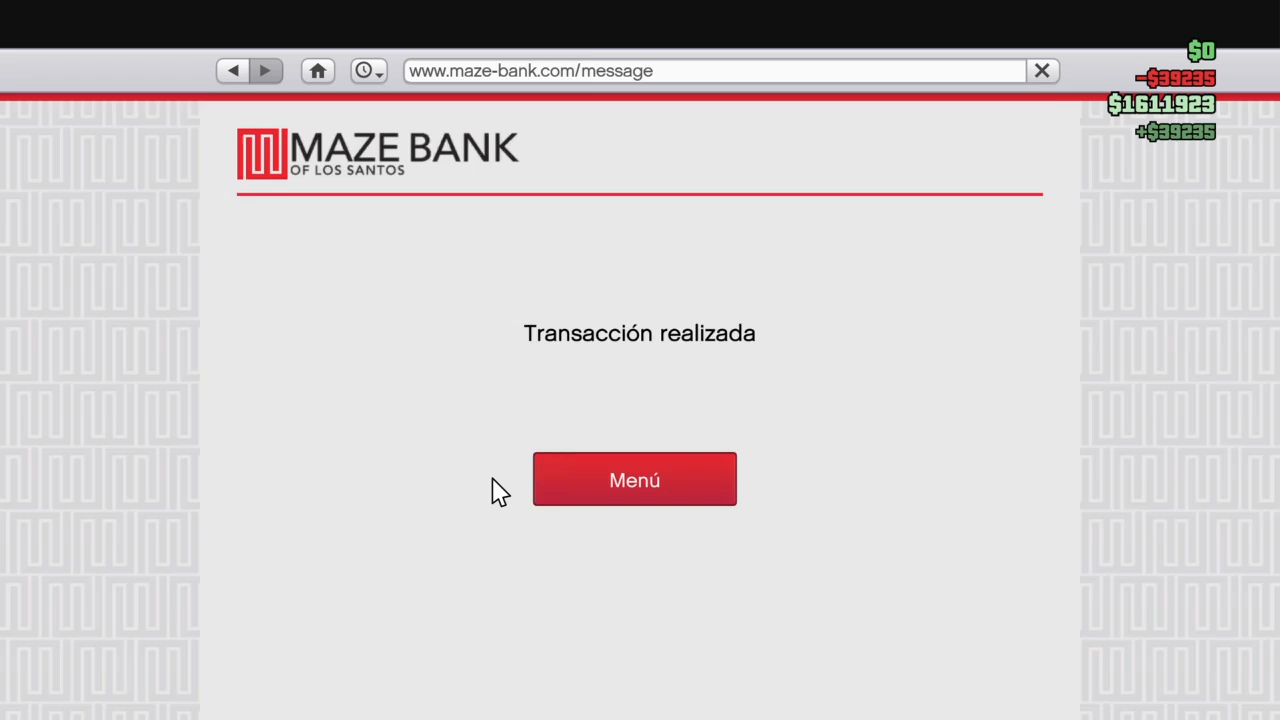 www.maze-bank.com/message
$0
-$39235
$1611923
+$39235
MAZE BANK
OF LOS SANTOS
Transacción realizada
Menú